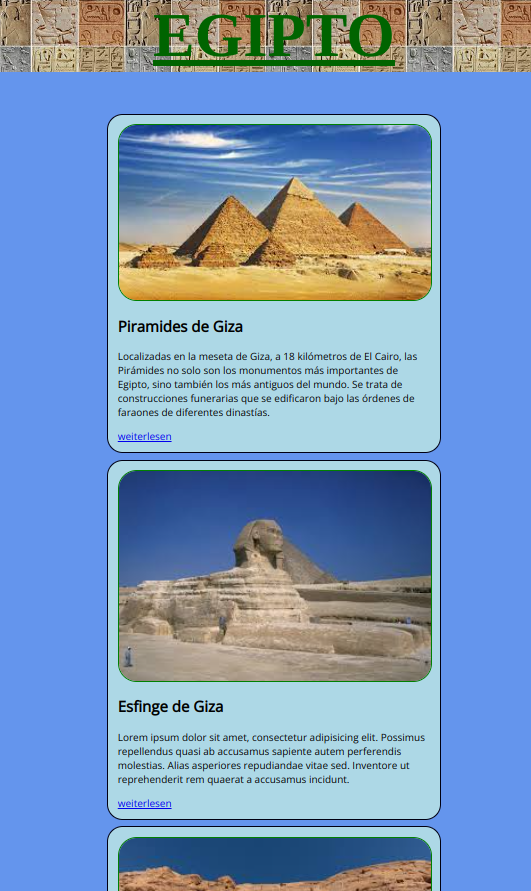 EGIPTO
Piramides de Giza
Localizadas en la meseta de Giza, a 18 kilómetros de El Cairo, las
Pirámides no solo son los monumentos más importantes de
Egipto, sino también los más antiguos del mundo. Se trata de
construcciones funerarias que se edificaron bajo las órdenes de
faraones de diferentes dinastías.
weiterlesen
Esfinge de Giza
Lorem ipsum dolor sit amet, consectetur adipisicing elit. Possimus
repellendus quasi ab accusamus sapiente autem perferendis
molestias. Alias asperiores repudiandae vitae sed. Inventore ut
reprehenderit rem quaerat a accusamus incidunt.
weiterlesen